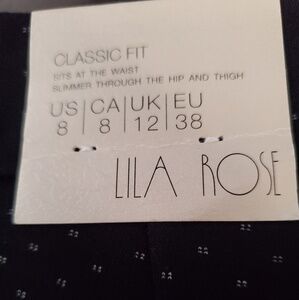 CLASSIC FIT
SITS AT THE WAIST
SLIMMER THROUGH THE HIP AND THIGH
US|CA|UK|EU
8 | 8 | 12 | 38
LILA ROSE